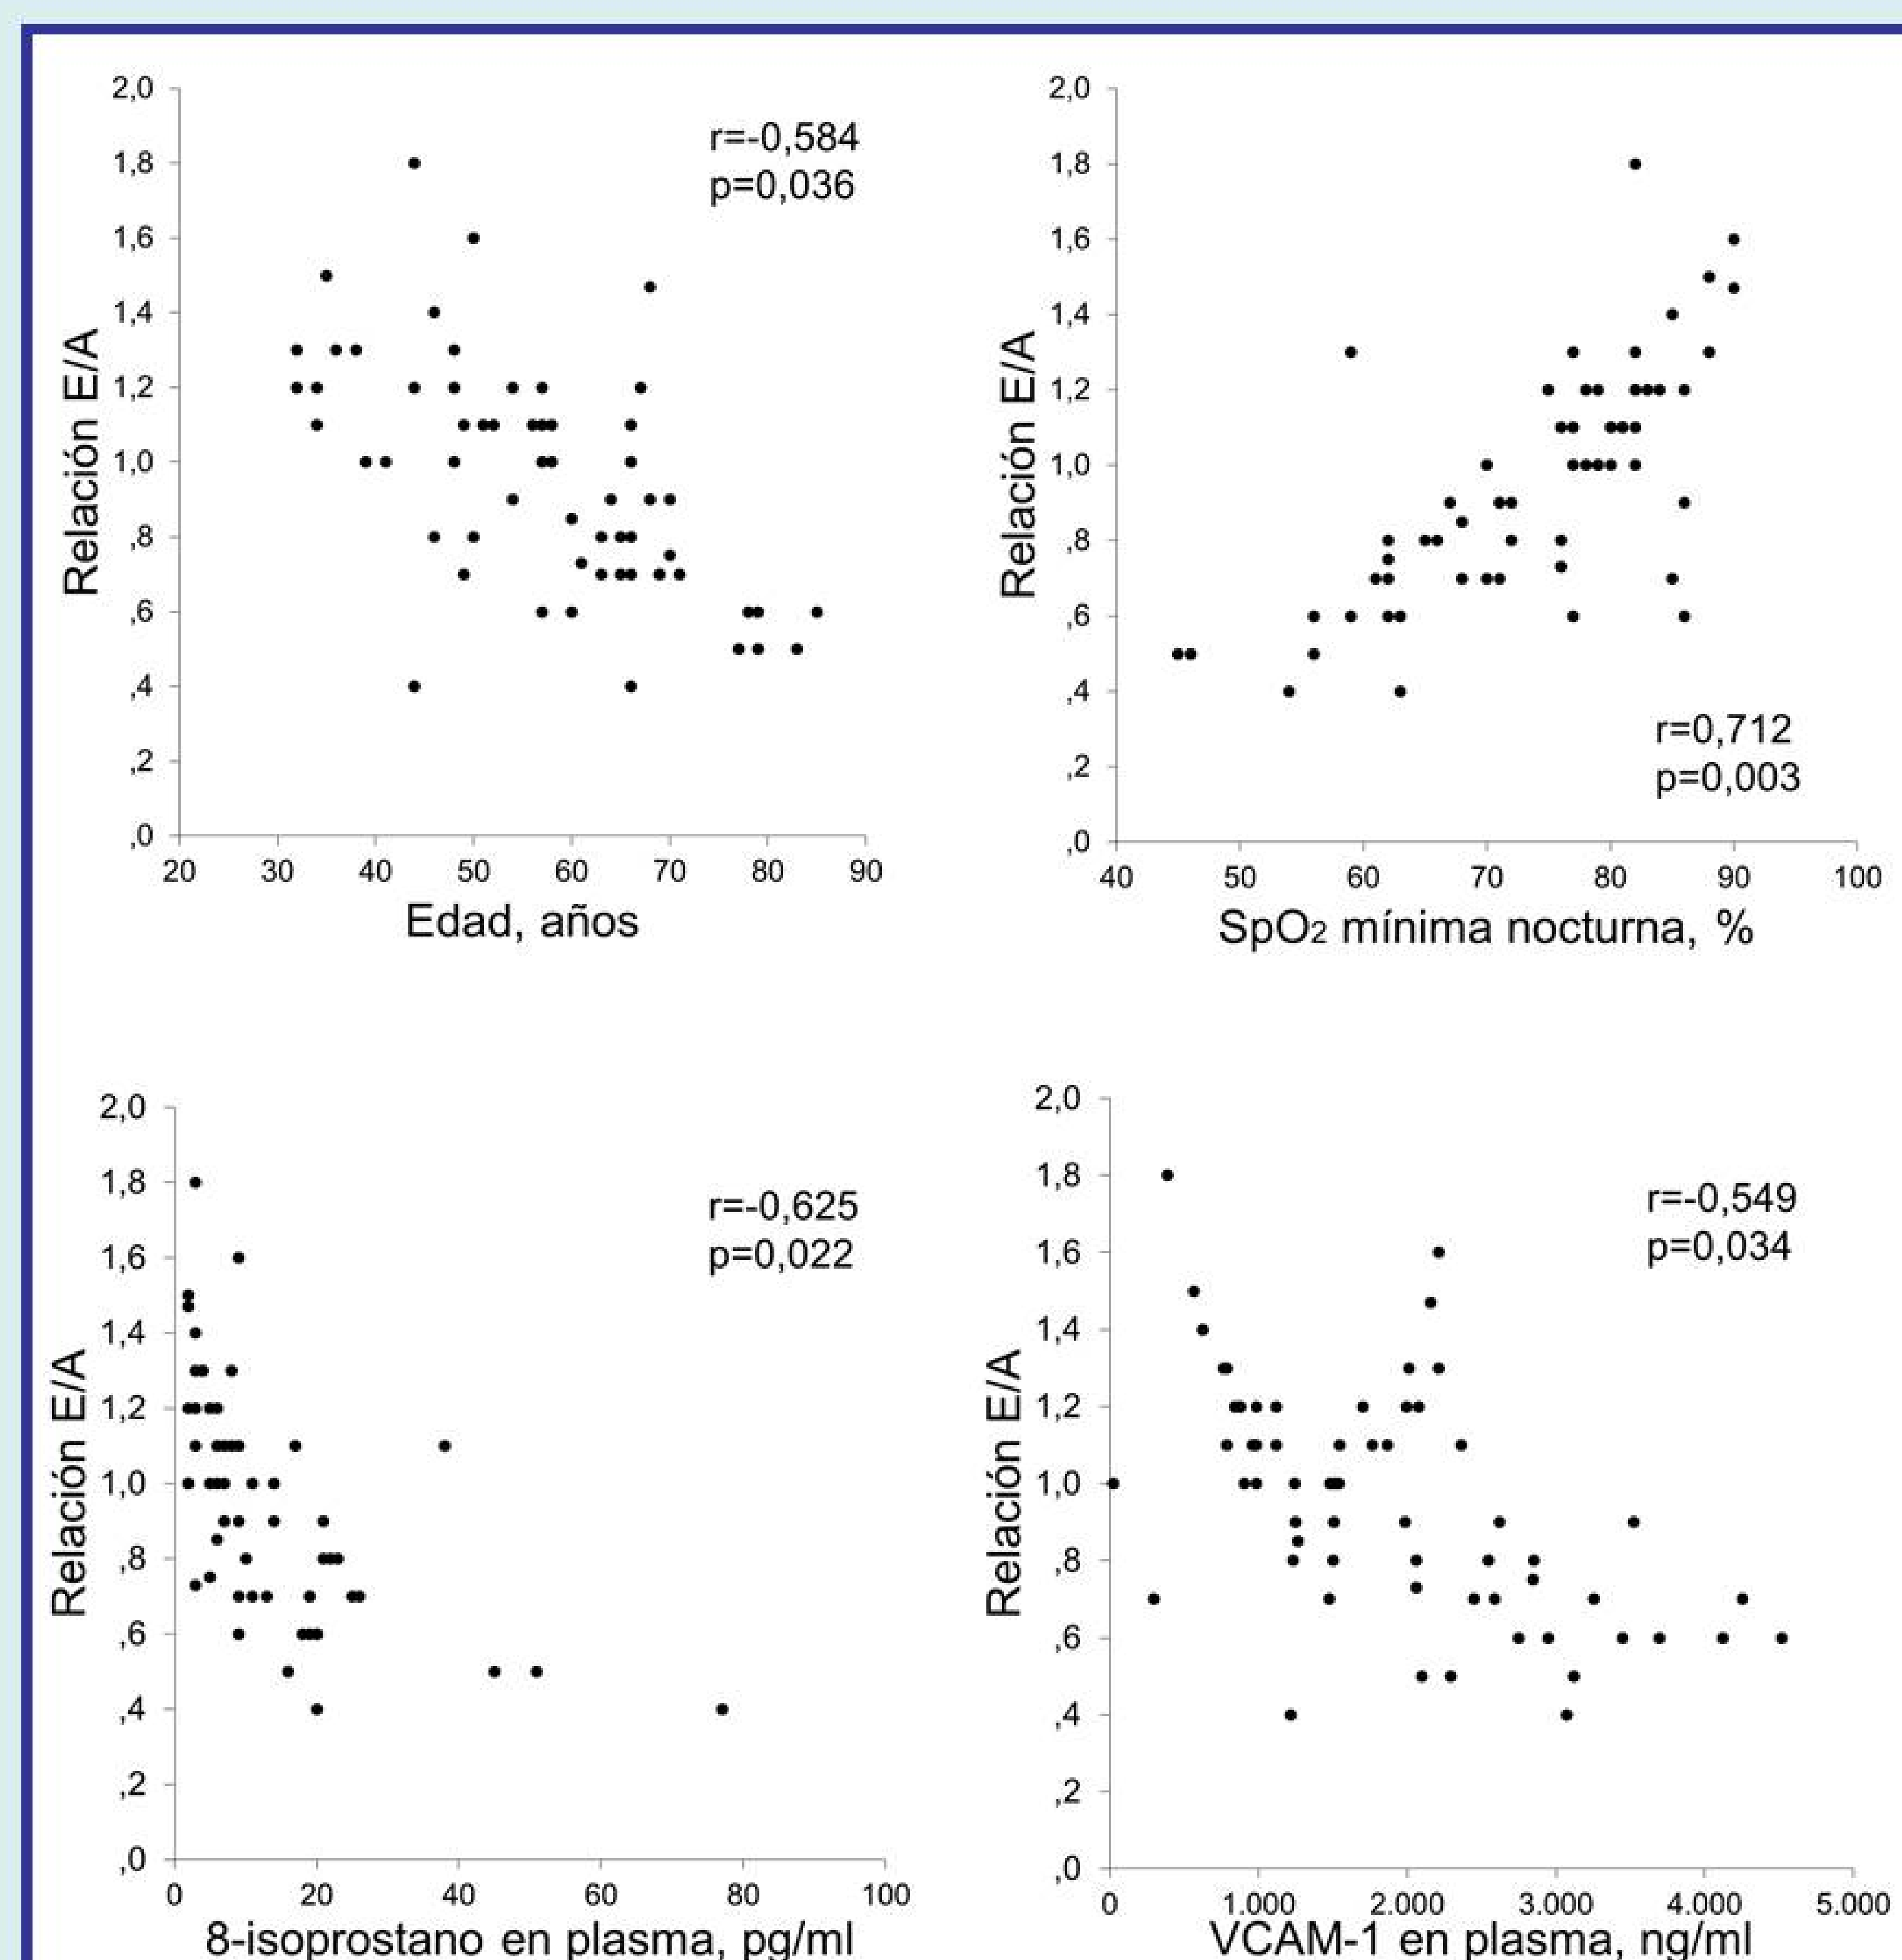 2,0
1,8
1,6
1,4
1,2
1,0
,8
,6
,4
,2
,0
Relación E/A
r=-0,584
p=0,036
20 30 40 50 60 70 80 90
Edad, años
2,0
1,8
1,6
1,4
1,2
1,0
,8
,6
,4
,2
,0
Relación E/A
r=0,712
p=0,003
40 50 60 70 80 90 100
SpO2 mínima nocturna, %
2,0
1,8
1,6
1,4
1,2
1,0
,8
,6
,4
,2
,0
Relación E/A
r=-0,625
p=0,022
0 20 40 60 80 100
8-isoprostano en plasma, pg/ml
2,0
1,8
1,6
1,4
1,2
1,0
,8
,6
,4
,2
,0
Relación E/A
r=-0,549
p=0,034
0 1.000 2.000 3.000 4.000 5.000
VCAM-1 en plasma, ng/ml